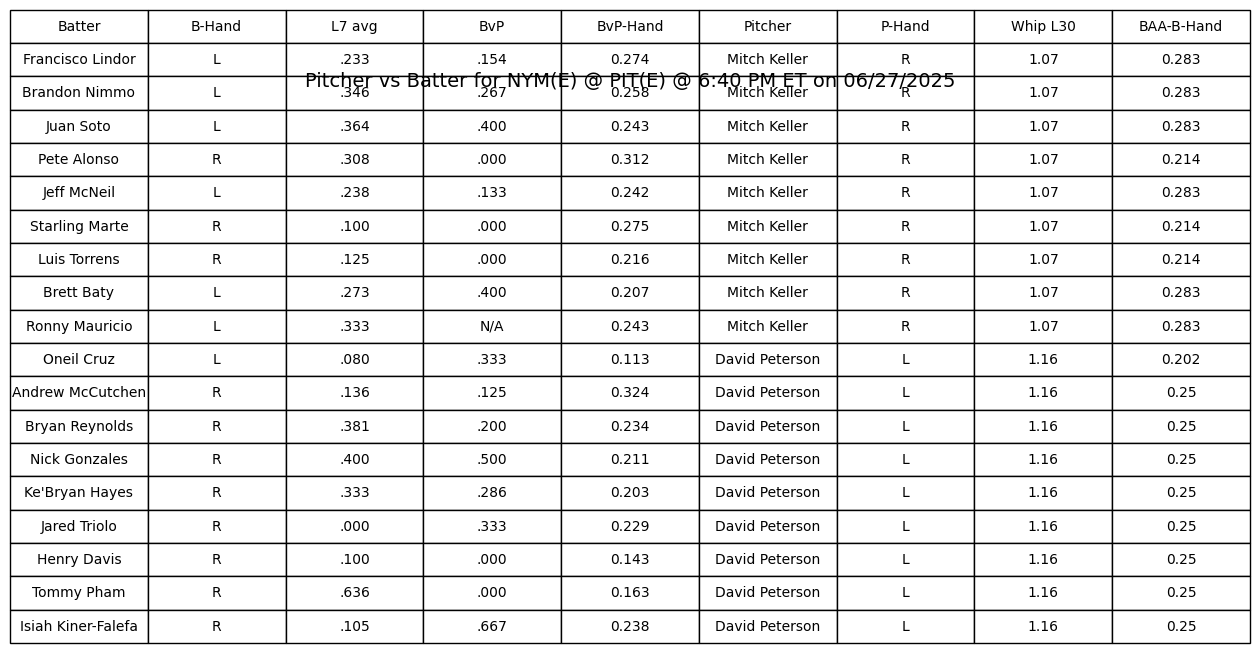 Batter B-Hand L7 avg BvP BvP-Hand Pitcher P-Hand Whip L30 BAA-B-Hand
Francisco Lindor L .233 .154 0.274 Mitch Keller R 1.07 0.283
Pitcher vs Batter for NYM(E) @ PIT(E) @ 6:40 PM ET on 06/27/2025
Brandon Nimmo L .346 .267 0.258 Mitch Keller R 1.07 0.283
Juan Soto L .364 .400 0.243 Mitch Keller R 1.07 0.283
Pete Alonso R .308 .000 0.312 Mitch Keller R 1.07 0.214
Jeff McNeil L .238 .133 0.242 Mitch Keller R 1.07 0.283
Starling Marte R .100 .000 0.275 Mitch Keller R 1.07 0.214
Luis Torrens R .125 .000 0.216 Mitch Keller R 1.07 0.214
Brett Baty L .273 .400 0.207 Mitch Keller R 1.07 0.283
Ronny Mauricio L .333 N/A 0.243 Mitch Keller R 1.07 0.283
Oneil Cruz L .080 .333 0.113 David Peterson L 1.16 0.202
Andrew McCutchen R .136 .125 0.324 David Peterson L 1.16 0.25
Bryan Reynolds R .381 .200 0.234 David Peterson L 1.16 0.25
Nick Gonzales R .400 .500 0.211 David Peterson L 1.16 0.25
Ke'Bryan Hayes R .333 .286 0.203 David Peterson L 1.16 0.25
Jared Triolo R .000 .333 0.229 David Peterson L 1.16 0.25
Henry Davis R .100 .000 0.143 David Peterson L 1.16 0.25
Tommy Pham R .636 .000 0.163 David Peterson L 1.16 0.25
Isiah Kiner-Falefa R .105 .667 0.238 David Peterson L 1.16 0.25